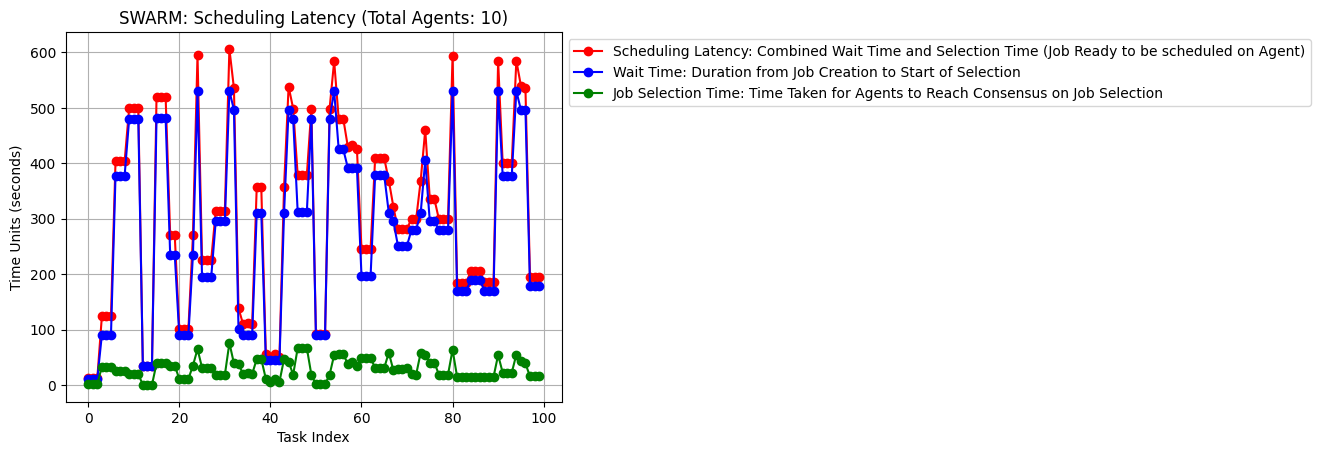 SWARM: Scheduling Latency (Total Agents: 10)
Scheduling Latency: Combined Wait Time and Selection Time (Job Ready to be scheduled on Agent)
Wait Time: Duration from Job Creation to Start of Selection
Job Selection Time: Time Taken for Agents to Reach Consensus on Job Selection
Time Units (seconds)
600
500
400
300
200
100
0
0 20 40 60 80 100
Task Index